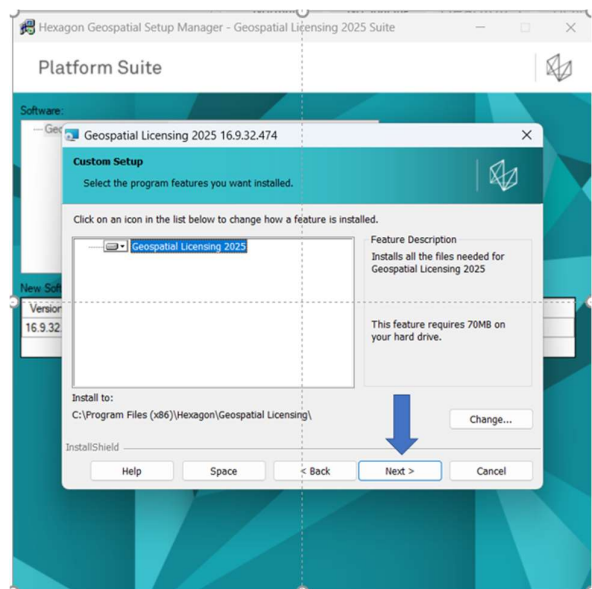 Hexagon Geospatial Setup Manager - Geospatial Licensing 2025 Suite
Platform Suite
Software:
Geospatial Licensing 2025 16.9.32.474
Custom Setup
Select the program features you want installed.
Click on an icon in the list below to change how a feature is installed.
Geospatial Licensing 2025
Feature Description
Installs all the files needed for
Geospatial Licensing 2025
This feature requires 70MB on
your hard drive.
New
Version
16.9.32
Install to:
C:\Program Files (x86)\Hexagon\Geospatial Licensing\
Change...
InstallShield
Help Space < Back Next > Cancel